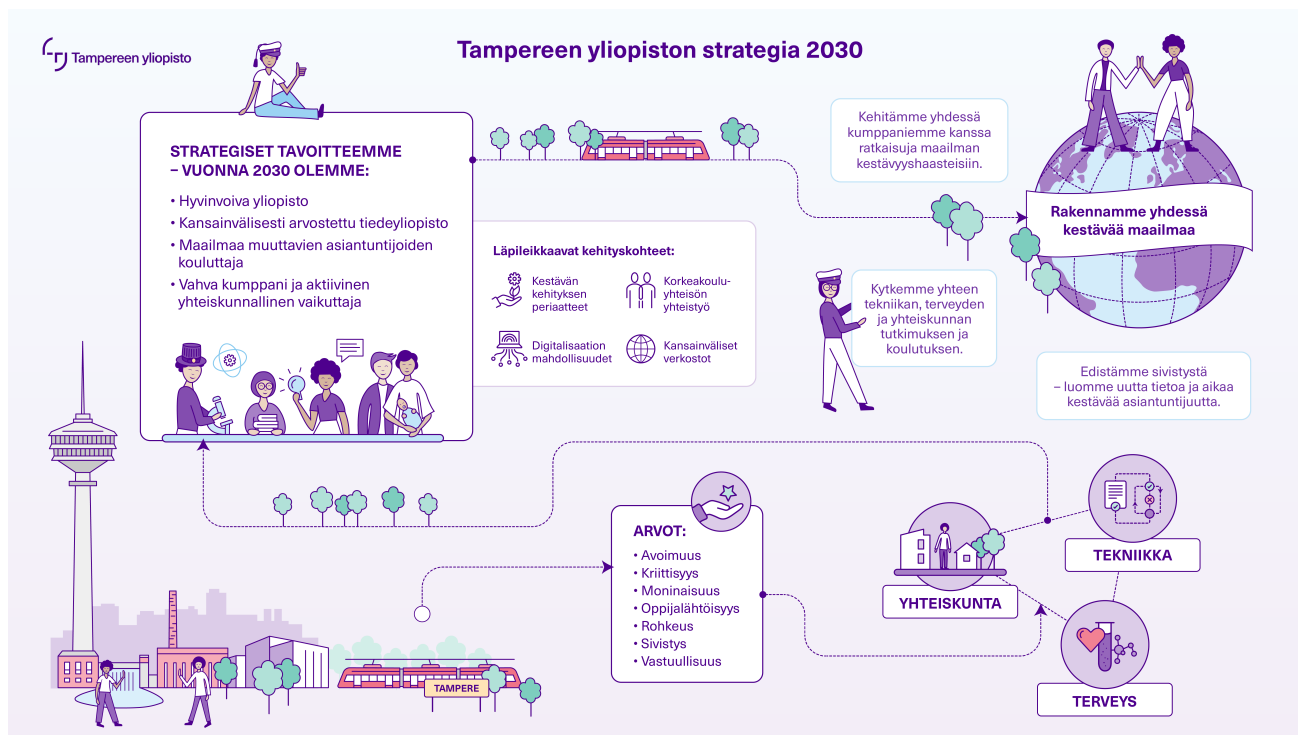 Tampereen yliopisto
Tampereen yliopiston strategia 2030
STRATEGISET TAVOITTEEMME
– VUONNA 2030 OLEMME:
• Hyvinvoiva yliopisto
• Kansainvälisesti arvostettu tiedeyliopisto
• Maailmaa muuttavien asiantuntijoiden
kouluttaja
• Vahva kumppani ja aktiivinen
yhteiskunnallinen vaikuttaja
Läpileikkaavat kehityskohteet:
Kestävän
kehityksen
periaatteet
Korkeakoulu-
yhteisön
yhteistyö
Digitalisaation
mahdollisuudet
Kansainväliset
verkostot
Kehitämme yhdessä
kumppaniemme kanssa
ratkaisuja maailman
kestävyyshaasteisiin.
Rakennamme yhdessä
kestävää maailmaa
Kytkemme yhteen
tekniikan, terveyden
ja yhteiskunnan
tutkimuksen ja
koulutuksen.
Edistämme sivistystä
– luomme uutta tietoa ja aikaa
kestävää asiantuntijuutta.
ARVOT:
• Avoimuus
• Kriittisyys
• Moninaisuus
• Oppijalähtöisyys
• Rohkeus
• Sivistys
• Vastuullisuus
TEKNIIKKA
YHTEISKUNTA
TERVEYS
TAMPERE